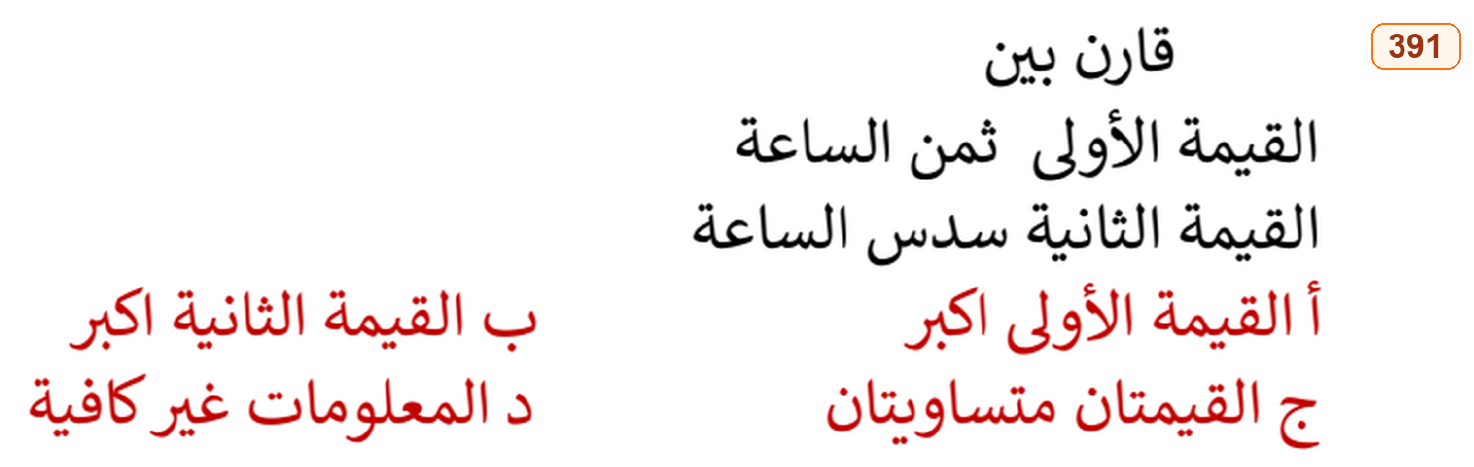 391
قارن بين
القيمة الأولى ثمن الساعة
القيمة الثانية سدس الساعة
أ القيمة الأولى اكبر ب القيمة الثانية اكبر
ج القيمتان متساويتان د المعلومات غير كافية